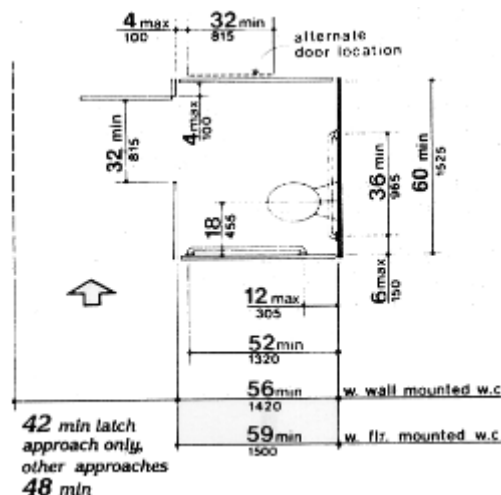 4 max
100
32 min
815
alternate
door location
32 min
815
4 max
100
18
455
36 min
965
60 min
1525
6 max
150
12 max
305
52 min
1320
56 min
1420
w. wall mounted w.c
59 min
1500
w. flr. mounted w.c
42 min latch
approach only,
other approaches
48 min